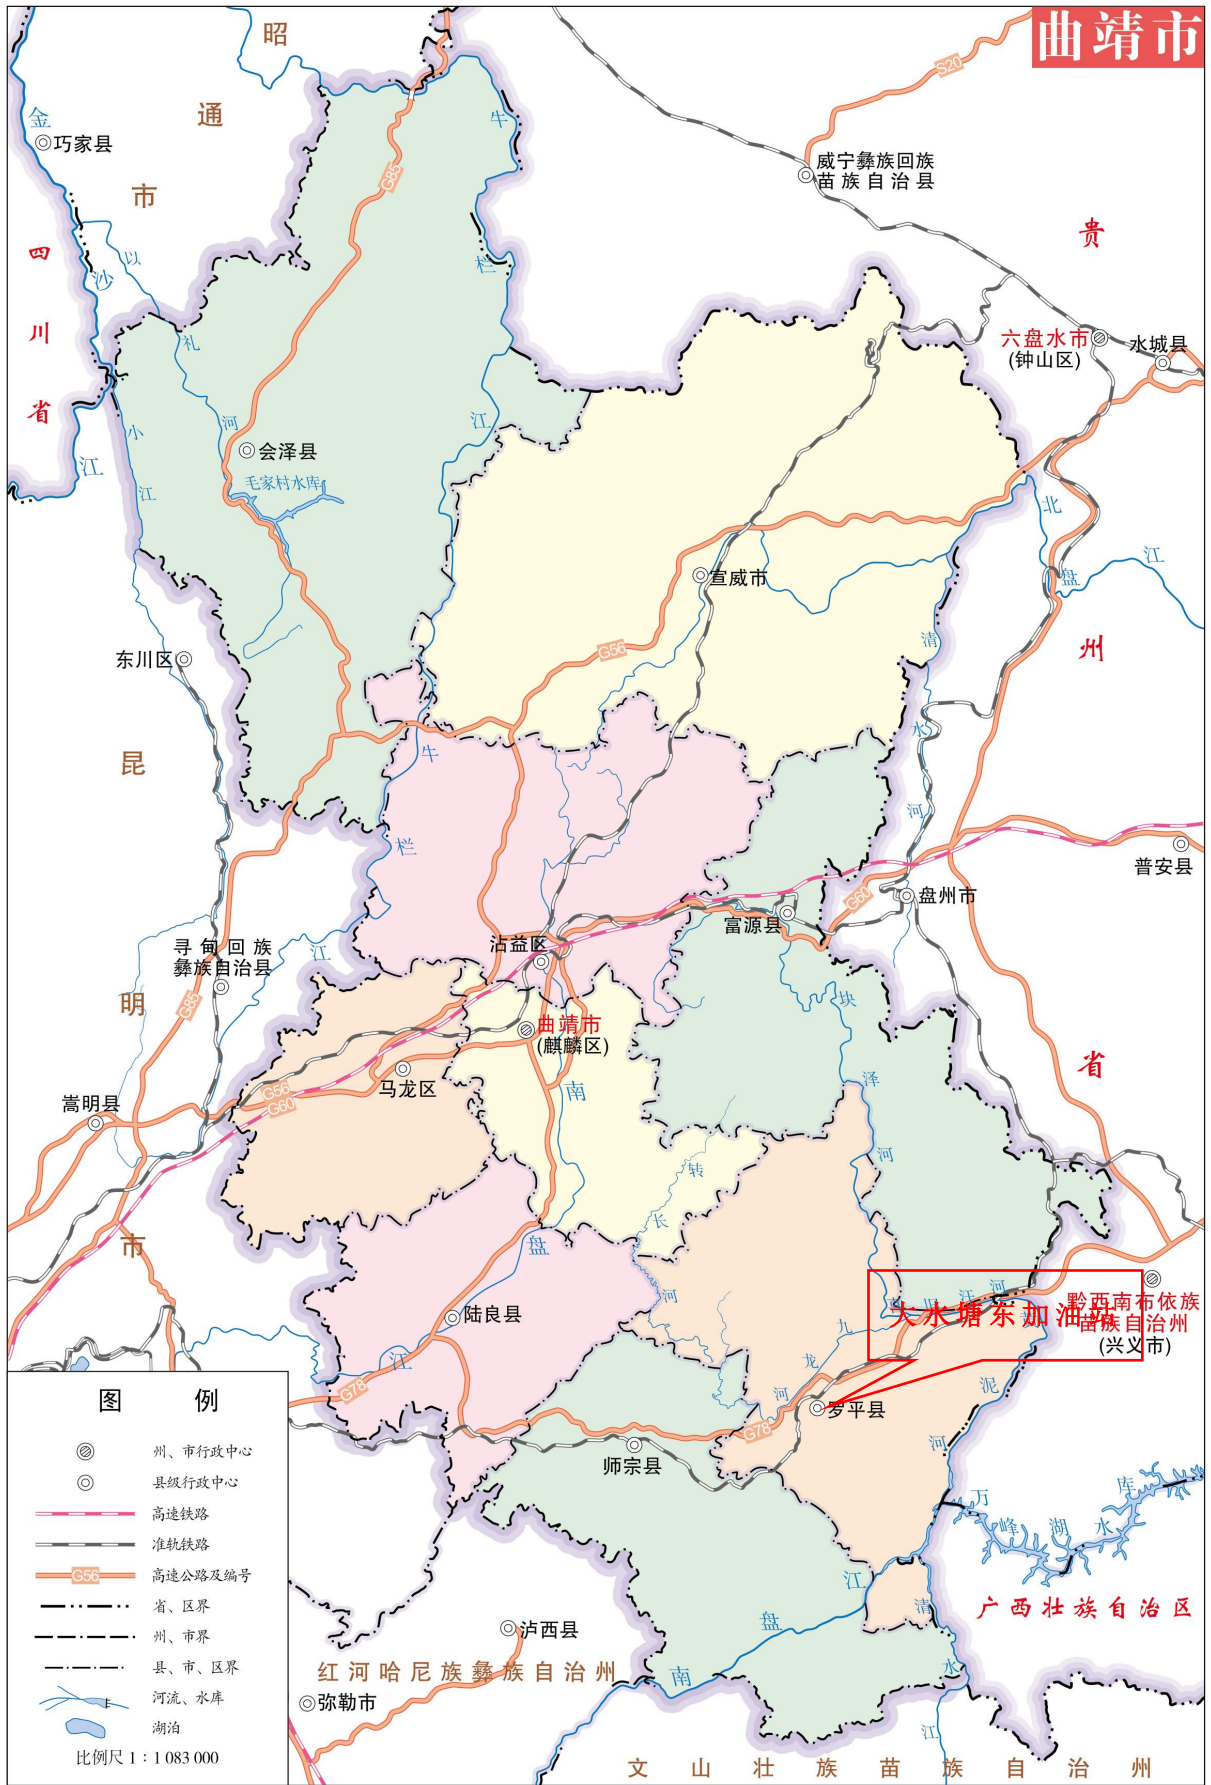 曲靖市
昭
通
市
金
沙
江
巧家县
四
川
省
以
礼
河
小
江
牛
栏
江
G85
S20
威宁彝族回族
苗族自治县
贵
六盘水市
(钟山区)
水城县
会泽县
毛家村水库
北
盘
江
宣威市
G56
清
水
河
州
东川区
昆
牛
栏
江
普安县
盘州市
G60
富源县
沾益区
寻甸回族
彝族自治县
明
G85
块
泽
河
曲靖市
(麒麟区)
马龙区
南
G56
G60
嵩明县
省
转
长
河
市
盘
江
陆良县
大水塘东加油站
黔西南布依族
苗族自治州
(兴义市)
汪
河
九
龙
河
泥
河
罗平县
G78
G78
师宗县
万
峰
湖
水
库
广西壮族自治区
江
盘
南
清
水
江
泸西县
红河哈尼族彝族自治州
弥勒市
文山壮族苗族自治州
图例
州、市行政中心
县级行政中心
高速铁路
准轨铁路
G56
高速公路及编号
省、区界
州、市界
县、市、区界
河流、水库
湖泊
比例尺 1：1 083 000